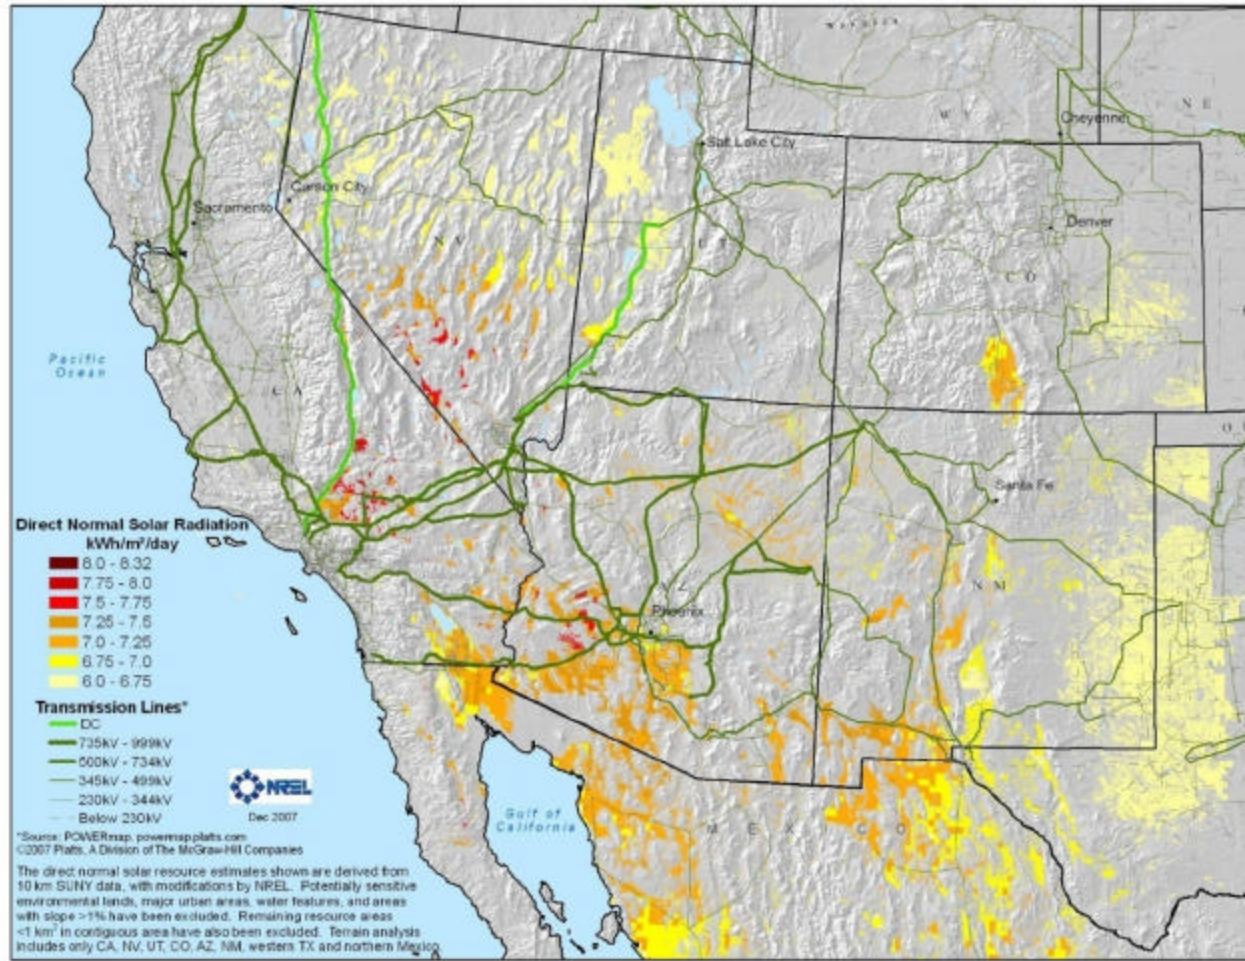 WYOMING
N E
W Y
Cheyenne
Salt Lake City
Carson City
Sacramento
N V
U T
Denver
C O
Pacific
Ocean
C A
Santa Fe
Direct Normal Solar Radiation
kWh/m²/day
8.0 - 8.32
7.75 - 8.0
7.5 - 7.75
7.25 - 7.5
7.0 - 7.25
6.75 - 7.0
6.0 - 6.75
A Z
N M
Phoenix
Transmission Lines*
DC
735kV - 999kV
500kV - 734kV
345kV - 499kV
230kV - 344kV
Below 230kV
NREL
Dec 2007
Gulf of
California
M E X I C O
*Source: POWERmap, powermap.platts.com
©2007 Platts, A Division of The McGraw-Hill Companies
The direct normal solar resource estimates shown are derived from
10 km SUNY data, with modifications by NREL. Potentially sensitive
environmental lands, major urban areas, water features, and areas
with slope >1% have been excluded. Remaining resource areas
<1 km² in contiguous area have also been excluded. Terrain analysis
includes only CA, NV, UT, CO, AZ, NM, western TX and northern Mexico.